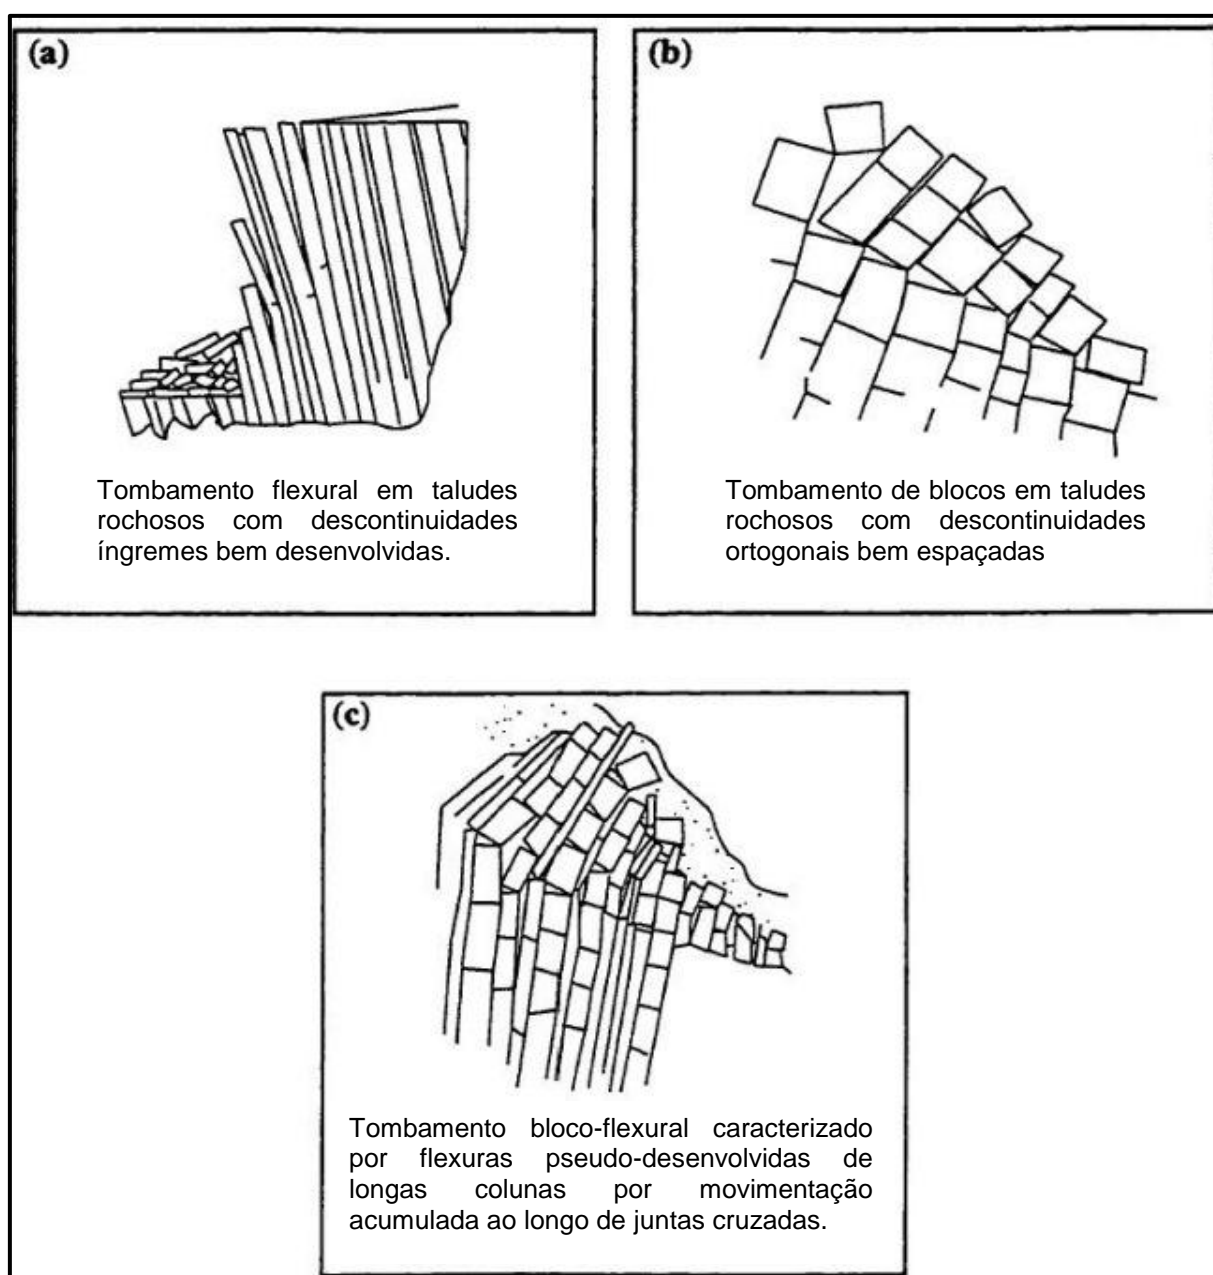 (a)
Tombamento flexural em taludes
rochosos com descontinuidades
íngremes bem desenvolvidas.
(b)
Tombamento de blocos em taludes
rochosos com descontinuidades
ortogonais bem espaçadas
(c)
Tombamento bloco-flexural caracterizado
por flexuras pseudo-desenvolvidas de
longas colunas por movimentação
acumulada ao longo de juntas cruzadas.